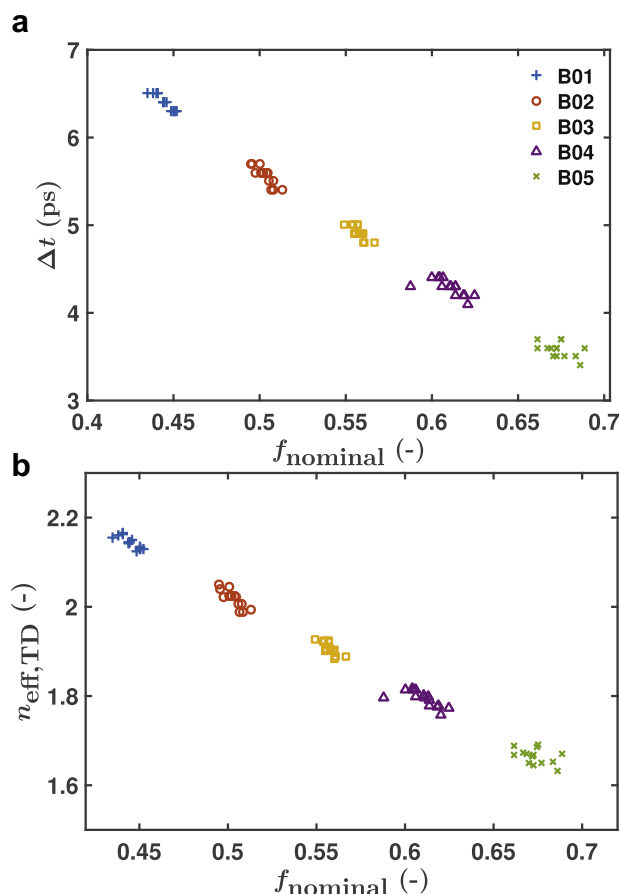 a
7
6
5
4
3
Δt (ps)
B01
B02
B03
B04
B05
0.4 0.45 0.5 0.55 0.6 0.65 0.7
f_nominal (-)
b
2.2
2
1.8
1.6
n_eff,TD (-)
0.45 0.5 0.55 0.6 0.65 0.7
f_nominal (-)